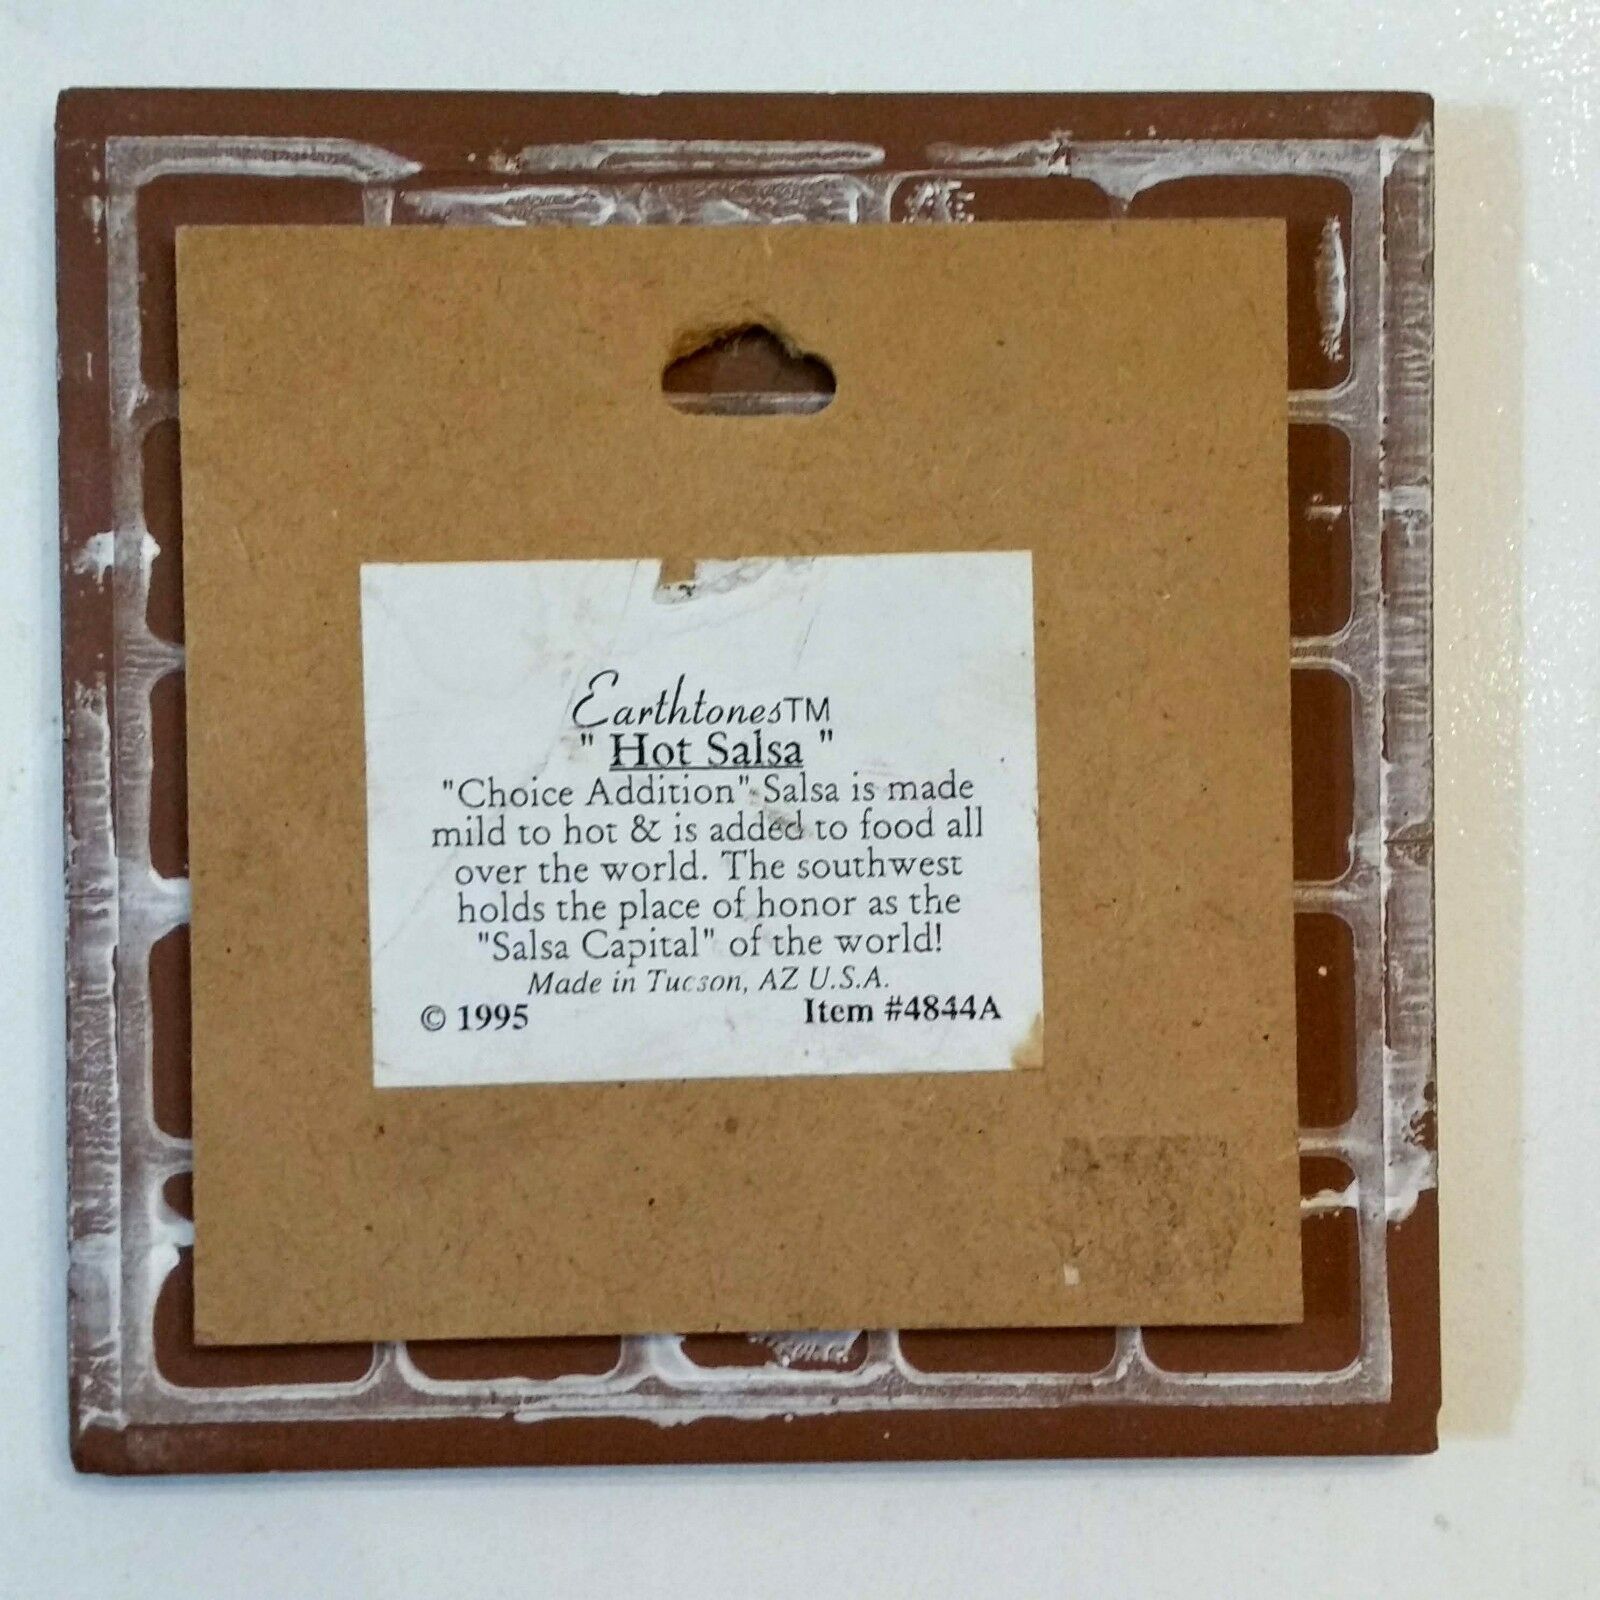 Earthtones™
" Hot Salsa "
"Choice Addition" Salsa is made
mild to hot & is added to food all
over the world. The southwest
holds the place of honor as the
"Salsa Capital" of the world!
Made in Tucson, AZ U.S.A.
© 1995 Item #4844A